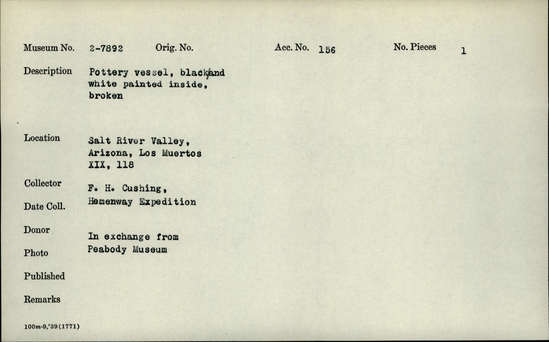 Museum No. 2-7892 Orig. No. Acc. No. 156 No. Pieces 1
Description Pottery vessel, black and
white painted inside,
broken
Location Salt River Valley,
Arizona, Los Muertos
XIX, 118
Collector F. H. Cushing,
Date Coll. Hemenway Expedition
Donor In exchange from
Photo Peabody Museum
Published
Remarks
100m-9,'39(1771)